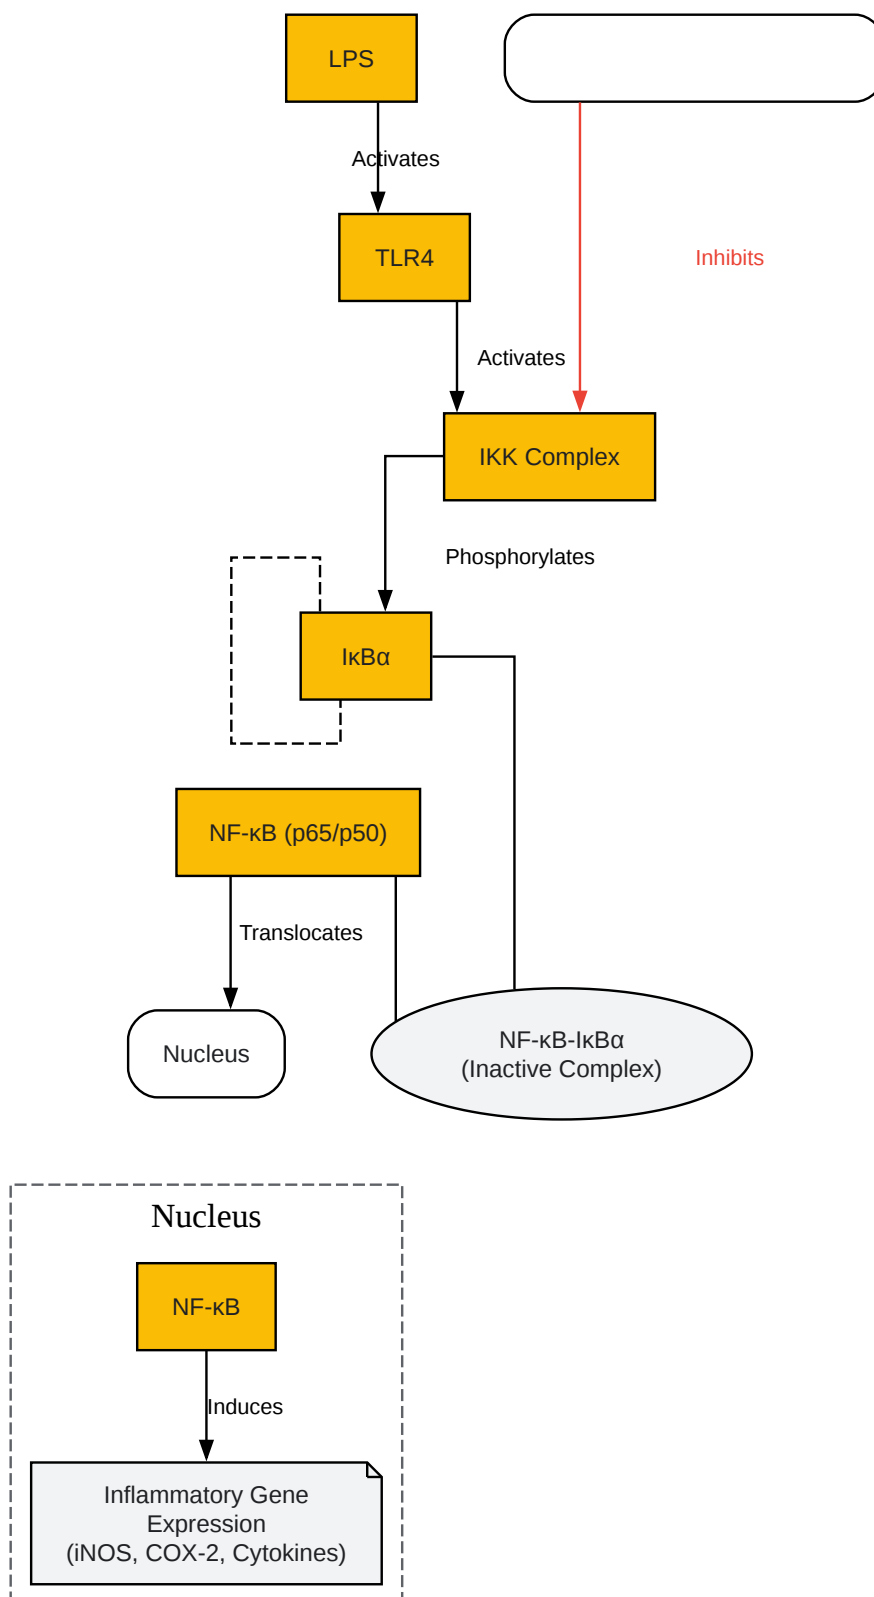 LPS
Activates
TLR4
Inhibits
Activates
IKK Complex
Phosphorylates
IκBα
NF-κB (p65/p50)
Translocates
Nucleus
NF-κB-IκBα
(Inactive Complex)
Nucleus
NF-κB
Induces
Inflammatory Gene
Expression
(iNOS, COX-2, Cytokines)